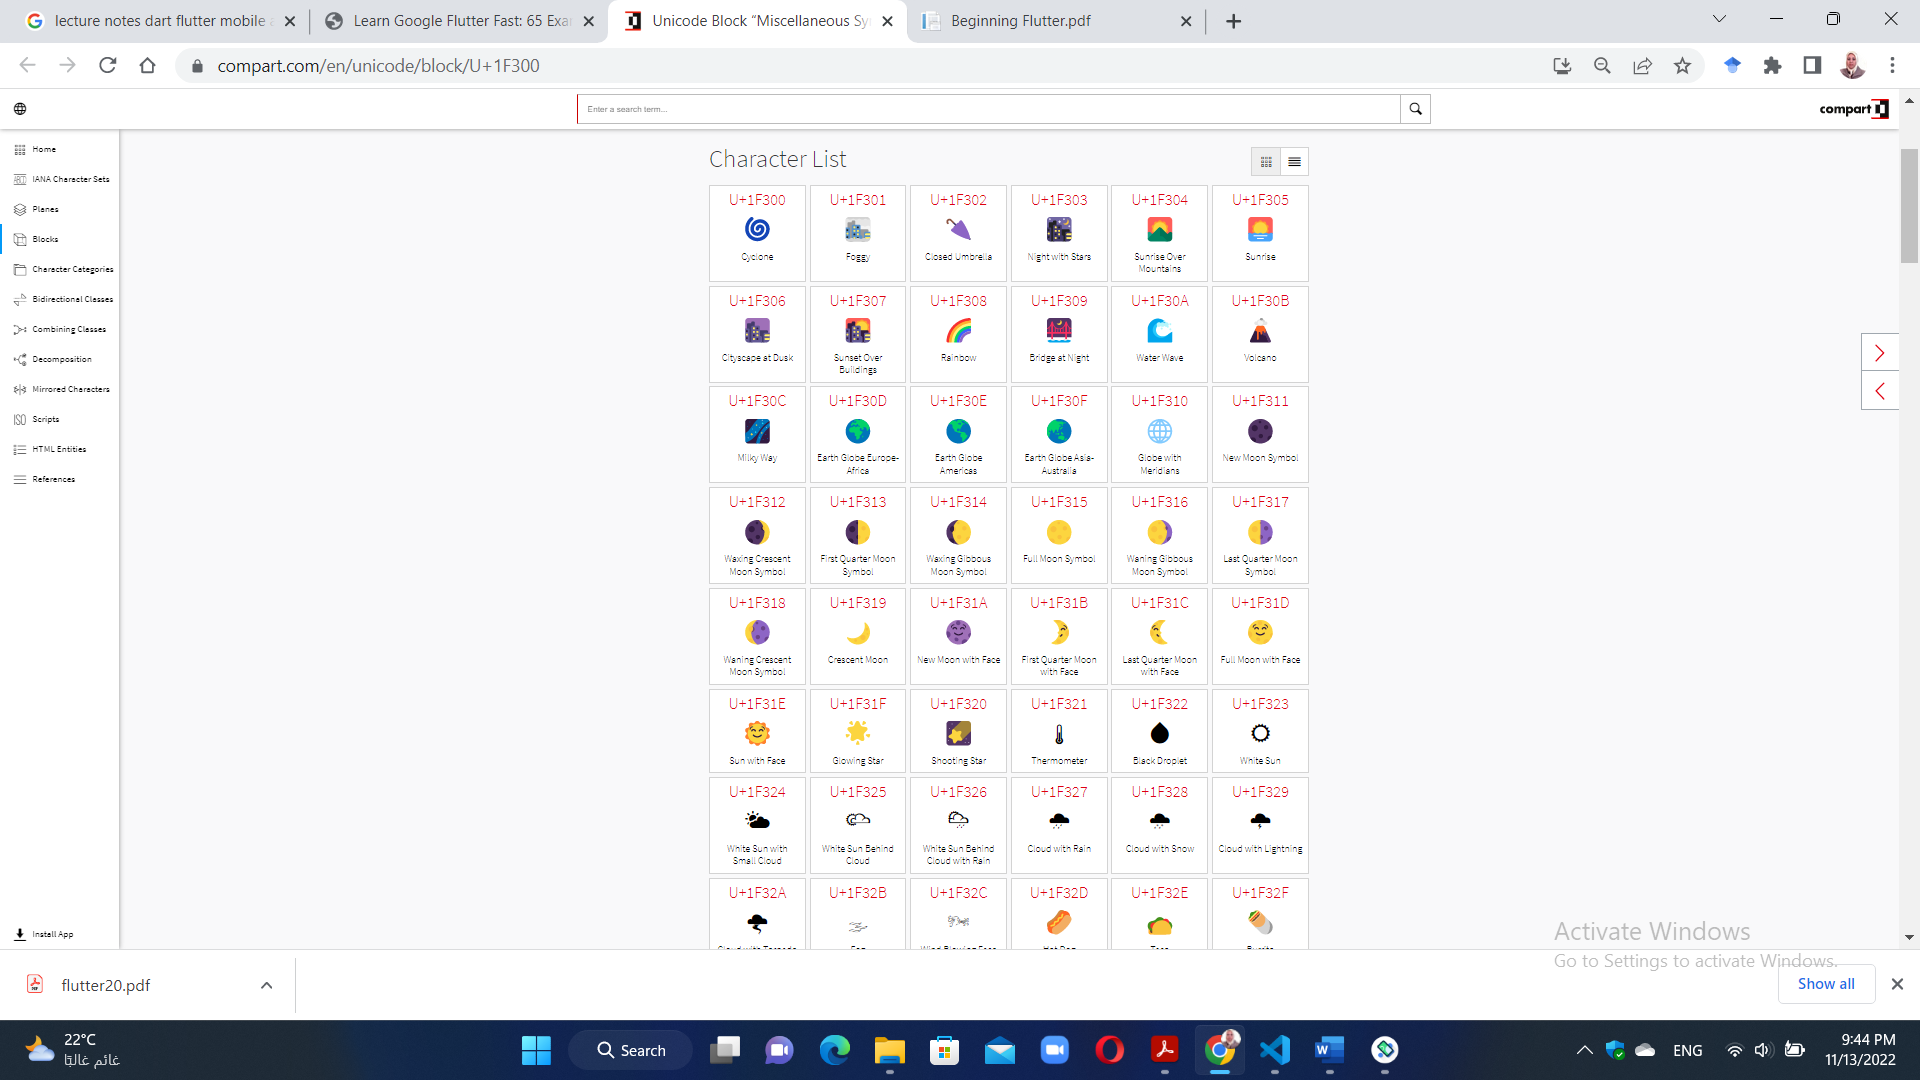 lecture notes dart flutter mobile a
Learn Google Flutter Fast: 65 Exa
Unicode Block “Miscellaneous Sy
Beginning Flutter.pdf
compart.com/en/unicode/block/U+1F300
Enter a search term...
compart
Home
IANA Character Sets
Planes
Blocks
Character Categories
Bidirectional Classes
Combining Classes
Decomposition
Mirrored Characters
Scripts
HTML Entities
References
Install App
Character List
U+1F300 U+1F301 U+1F302 U+1F303 U+1F304 U+1F305
Cyclone Foggy Closed Umbrella Night with Stars Sunrise Over Sunrise
Mountains
U+1F306 U+1F307 U+1F308 U+1F309 U+1F30A U+1F30B
Cityscape at Dusk Sunset Over Rainbow Bridge at Night Water Wave Volcano
Buildings
U+1F30C U+1F30D U+1F30E U+1F30F U+1F310 U+1F311
Milky Way Earth Globe Europe- Earth Globe Earth Globe Asia- Globe with New Moon Symbol
Africa Americas Australia Meridians
U+1F312 U+1F313 U+1F314 U+1F315 U+1F316 U+1F317
Waxing Crescent First Quarter Moon Waxing Gibbous Full Moon Symbol Waning Gibbous Last Quarter Moon
Moon Symbol Symbol Moon Symbol Moon Symbol Symbol
U+1F318 U+1F319 U+1F31A U+1F31B U+1F31C U+1F31D
Waning Crescent Crescent Moon New Moon with Face First Quarter Moon Last Quarter Moon Full Moon with Face
Moon Symbol with Face with Face
U+1F31E U+1F31F U+1F320 U+1F321 U+1F322 U+1F323
Sun with Face Glowing Star Shooting Star Thermometer Black Droplet White Sun
U+1F324 U+1F325 U+1F326 U+1F327 U+1F328 U+1F329
White Sun with White Sun Behind White Sun Behind Cloud with Rain Cloud with Snow Cloud with Lightning
Small Cloud Cloud Cloud with Rain
U+1F32A U+1F32B U+1F32C U+1F32D U+1F32E U+1F32F
Cloud with Tornado Fog Wind Blowing Face Hot Dog Taco Burrito
Activate Windows
Go to Settings to activate Windows.
flutter20.pdf
Show all
22°C
غائم غالبًا
Search
ENG
9:44 PM
11/13/2022